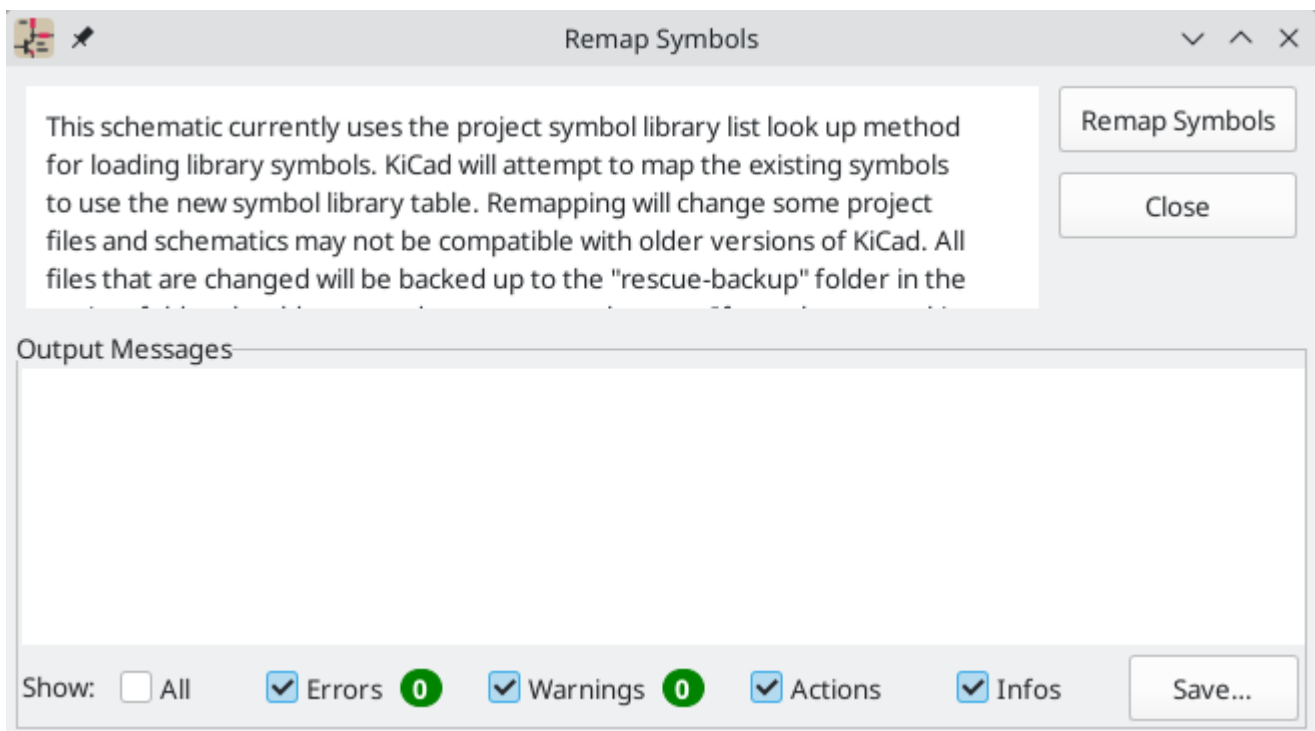 Remap Symbols
This schematic currently uses the project symbol library list look up method
for loading library symbols. KiCad will attempt to map the existing symbols
to use the new symbol library table. Remapping will change some project
files and schematics may not be compatible with older versions of KiCad. All
files that are changed will be backed up to the "rescue-backup" folder in the
Remap Symbols
Close
Output Messages
Show: All Errors 0 Warnings 0 Actions Infos Save...